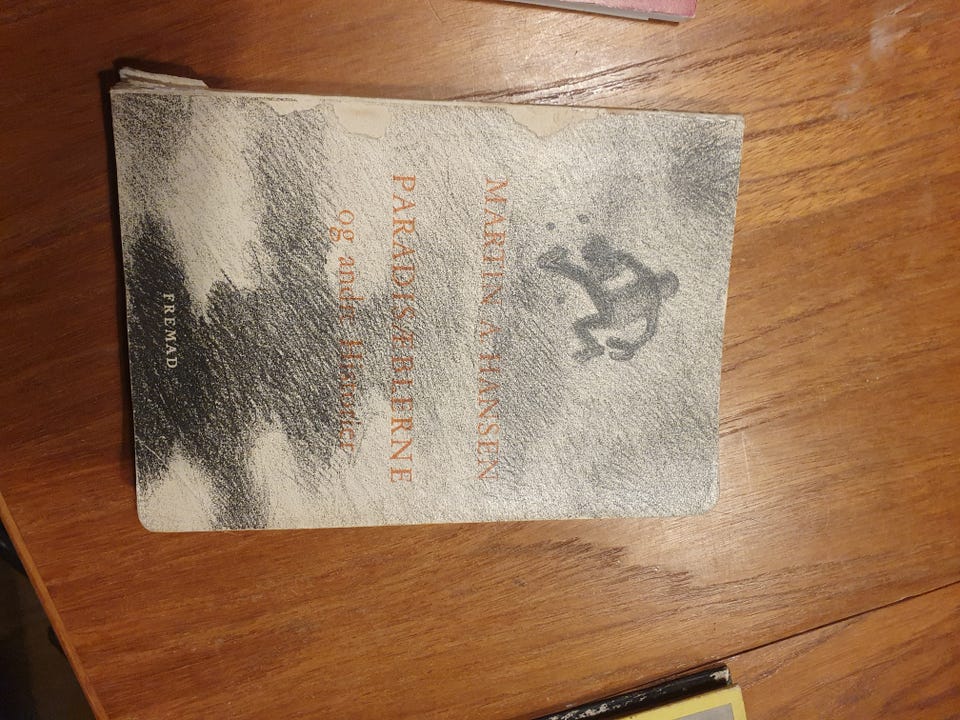 MARTIN A. HANSEN
PARADISÆBLERNE
og andre Historier
FREMAD